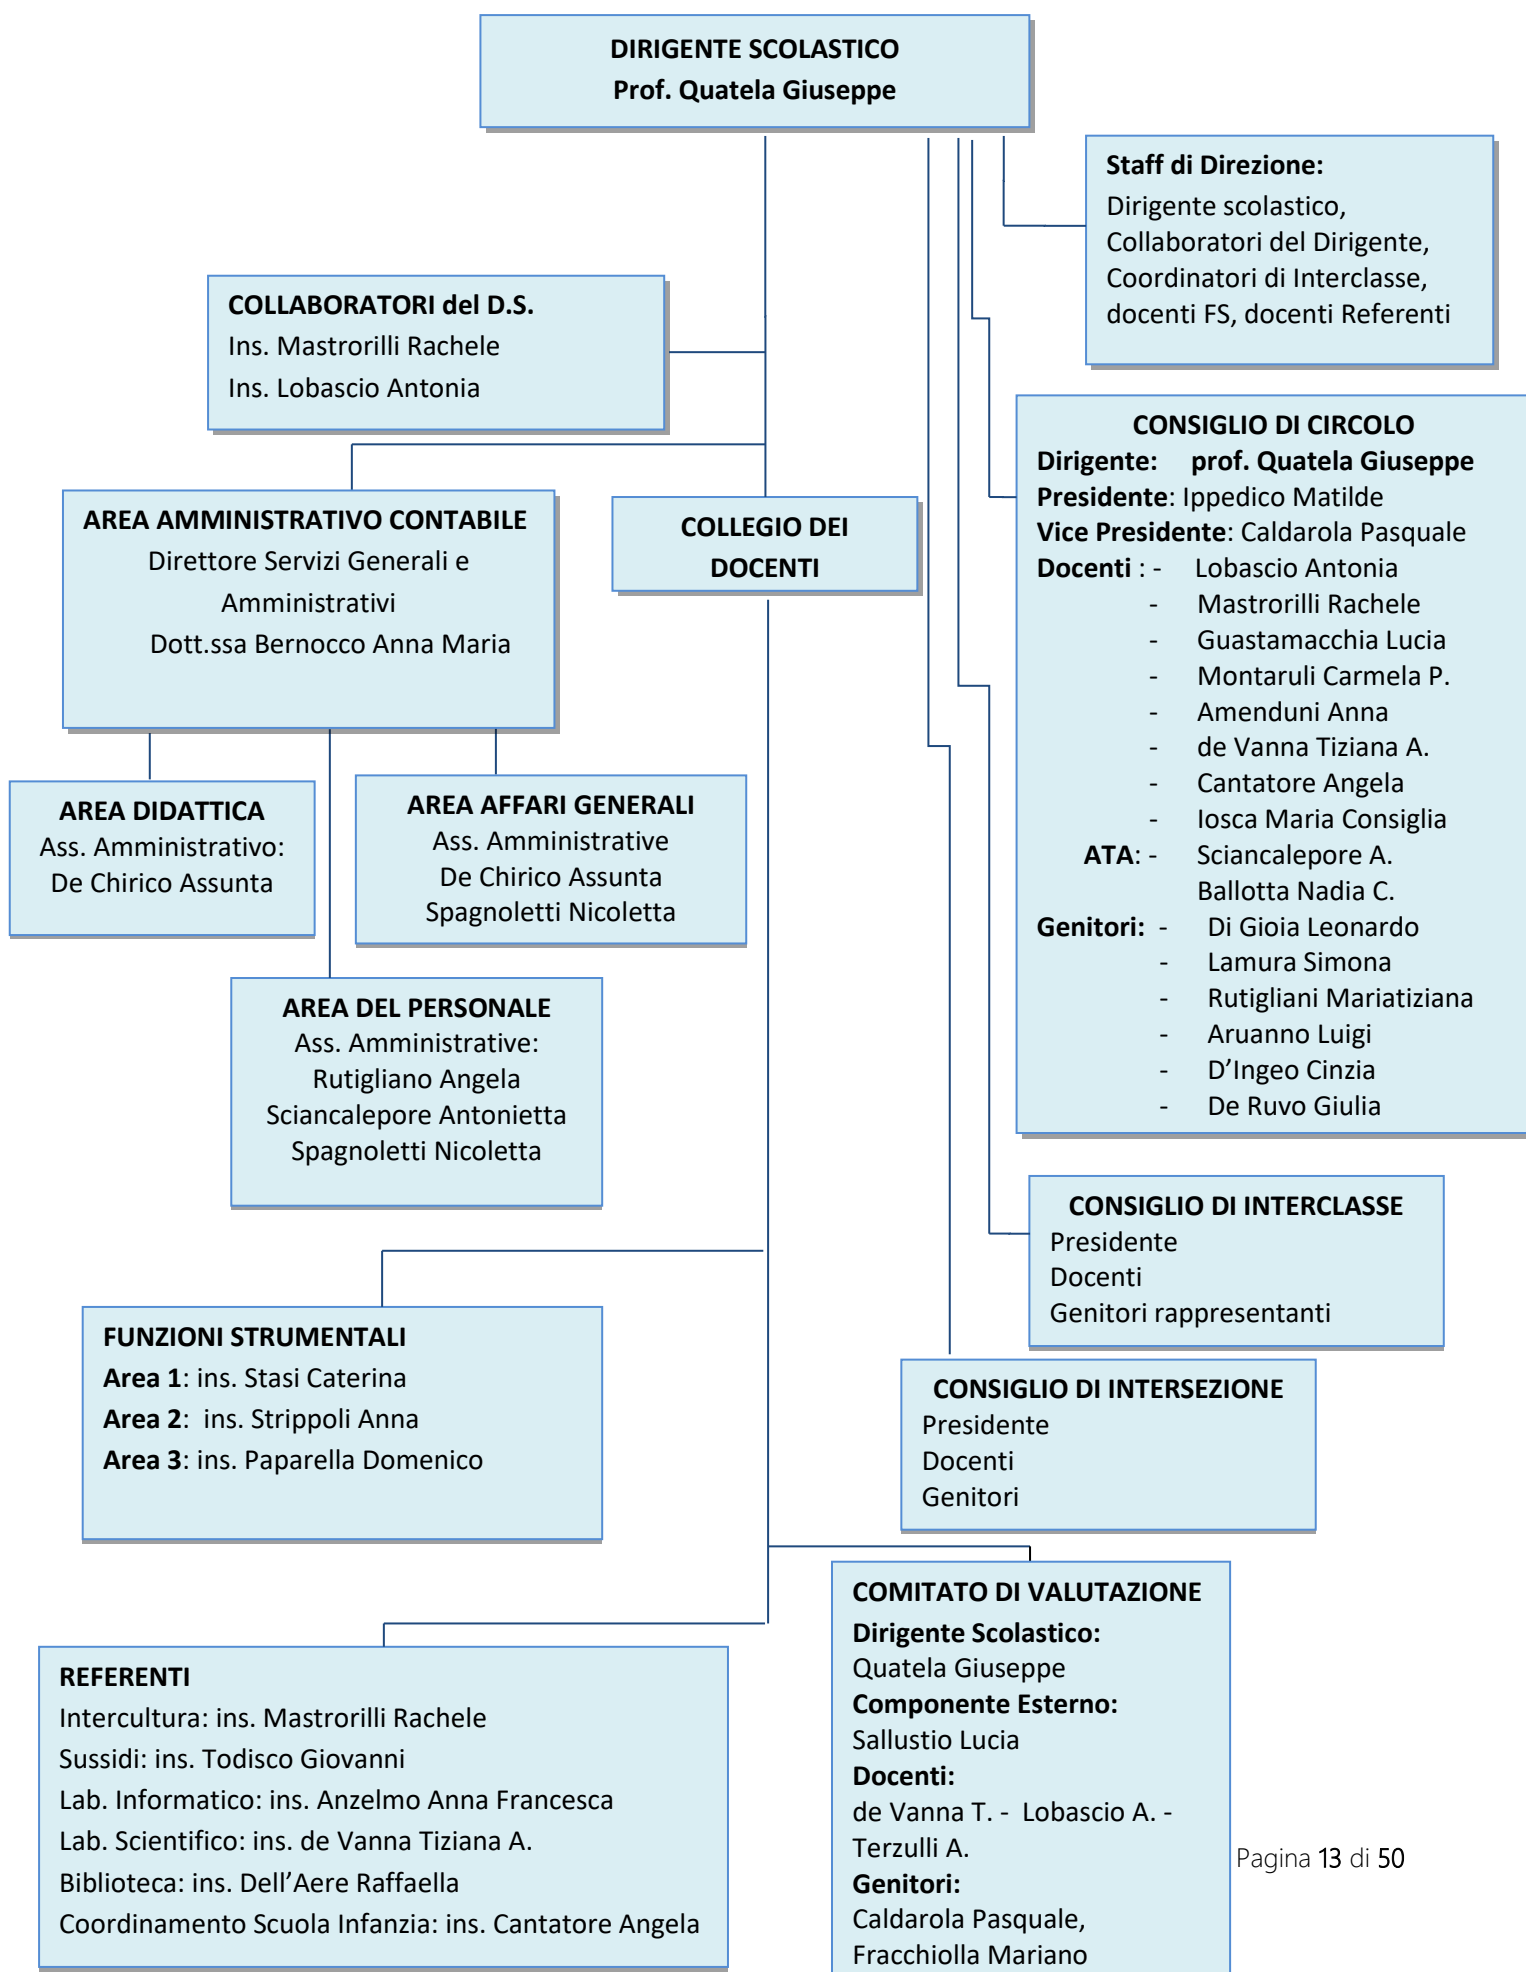 DIRIGENTE SCOLASTICO
Prof. Quatela Giuseppe
Staff di Direzione:
Dirigente scolastico,
Collaboratori del Dirigente,
Coordinatori di Interclasse,
docenti FS, docenti Referenti
COLLABORATORI del D.S.
Ins. Mastrorilli Rachele
Ins. Lobascio Antonia
CONSIGLIO DI CIRCOLO
Dirigente: prof. Quatela Giuseppe
Presidente: Ippedico Matilde
Vice Presidente: Caldarola Pasquale
Docenti : - Lobascio Antonia
- Mastrorilli Rachele
- Guastamacchia Lucia
- Montaruli Carmela P.
- Amenduni Anna
- de Vanna Tiziana A.
- Cantatore Angela
- Iosca Maria Consiglia
ATA: - Sciancalepore A.
Ballotta Nadia C.
Genitori: - Di Gioia Leonardo
- Lamura Simona
- Rutigliani Mariatiziana
- Aruanno Luigi
- D’Ingeo Cinzia
- De Ruvo Giulia
AREA AMMINISTRATIVO CONTABILE
Direttore Servizi Generali e
Amministrativi
Dott.ssa Bernocco Anna Maria
COLLEGIO DEI
DOCENTI
AREA DIDATTICA
Ass. Amministrativo:
De Chirico Assunta
AREA AFFARI GENERALI
Ass. Amministrative
De Chirico Assunta
Spagnoletti Nicoletta
AREA DEL PERSONALE
Ass. Amministrative:
Rutigliano Angela
Sciancalepore Antonietta
Spagnoletti Nicoletta
CONSIGLIO DI INTERCLASSE
Presidente
Docenti
Genitori rappresentanti
FUNZIONI STRUMENTALI
Area 1: ins. Stasi Caterina
Area 2: ins. Strippoli Anna
Area 3: ins. Paparella Domenico
CONSIGLIO DI INTERSEZIONE
Presidente
Docenti
Genitori
COMITATO DI VALUTAZIONE
Dirigente Scolastico:
Quatela Giuseppe
Componente Esterno:
Sallustio Lucia
Docenti:
de Vanna T. - Lobascio A. -
Terzulli A.
Genitori:
Caldarola Pasquale,
Fracchiolla Mariano
REFERENTI
Intercultura: ins. Mastrorilli Rachele
Sussidi: ins. Todisco Giovanni
Lab. Informatico: ins. Anzelmo Anna Francesca
Lab. Scientifico: ins. de Vanna Tiziana A.
Biblioteca: ins. Dell’Aere Raffaella
Coordinamento Scuola Infanzia: ins. Cantatore Angela
Pagina 13 di 50